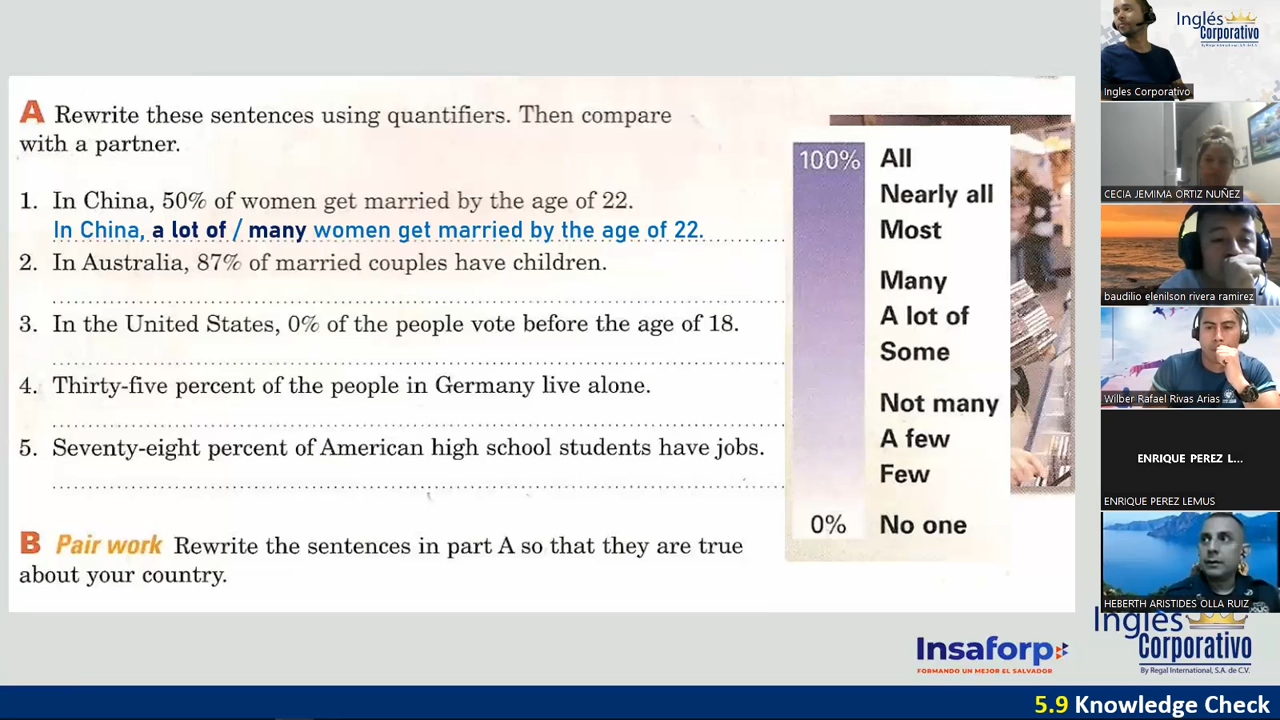 A Rewrite these sentences using quantifiers. Then compare
with a partner.
1. In China, 50% of women get married by the age of 22.
In China, a lot of / many women get married by the age of 22.
2. In Australia, 87% of married couples have children.
3. In the United States, 0% of the people vote before the age of 18.
4. Thirty-five percent of the people in Germany live alone.
5. Seventy-eight percent of American high school students have jobs.
B Pair work Rewrite the sentences in part A so that they are true
about your country.
100% All
Nearly all
Most
Many
A lot of
Some
Not many
A few
Few
0% No one
Inglés
Corporativo
Ingles Corporativo
CECIA JEMIMA ORTIZ NUÑEZ
baudilio elenilson rivera ramirez
Wilber Rafael Rivas Arias
ENRIQUE PEREZ L...
ENRIQUE PEREZ LEMUS
HEBERTH ARISTIDES OLLA RUIZ
Insaforp
FORMANDO UN MEJOR EL SALVADOR
Inglés
Corporativo
By Regal International, S.A. de C.V.
5.9 Knowledge Check